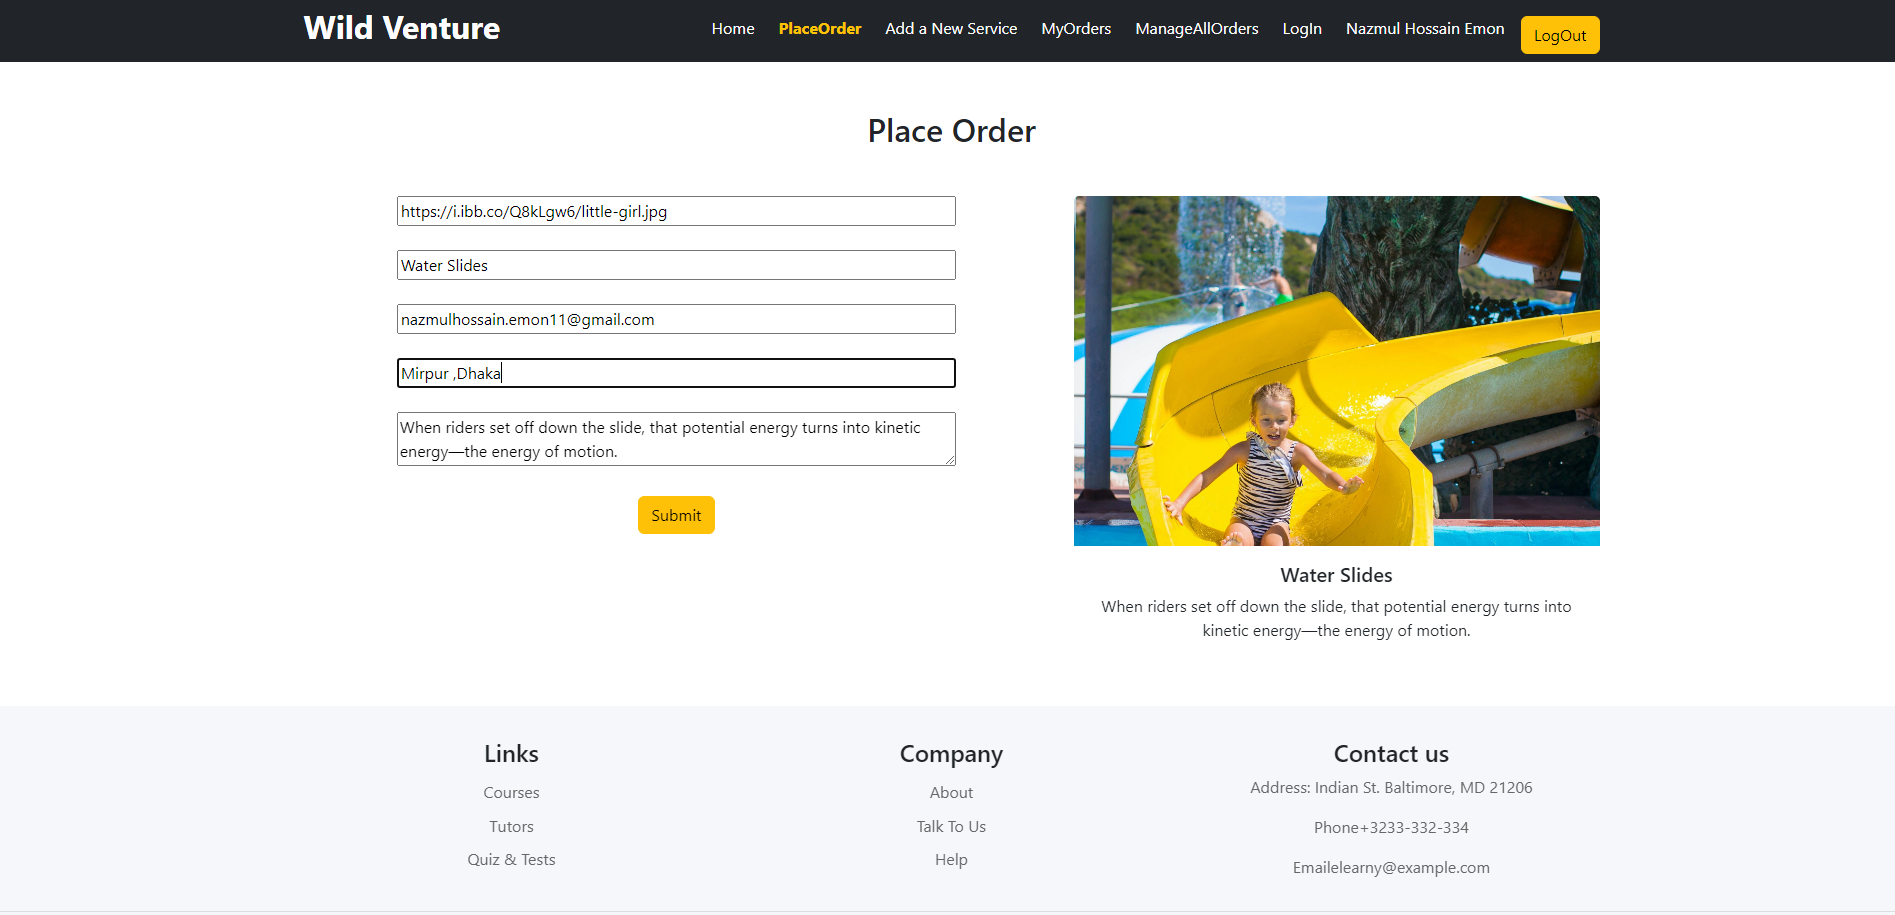 Wild Venture
Home PlaceOrder Add a New Service MyOrders ManageAllOrders LogIn Nazmul Hossain Emon LogOut
Place Order
https://i.ibb.co/Q8kLgw6/little-girl.jpg
Water Slides
nazmulhossain.emon11@gmail.com
Mirpur ,Dhaka
When riders set off down the slide, that potential energy turns into kinetic
energy—the energy of motion.
Submit
Water Slides
When riders set off down the slide, that potential energy turns into
kinetic energy—the energy of motion.
Links
Courses
Tutors
Quiz & Tests
Company
About
Talk To Us
Help
Contact us
Address: Indian St. Baltimore, MD 21206
Phone+3233-332-334
Emailelearny@example.com